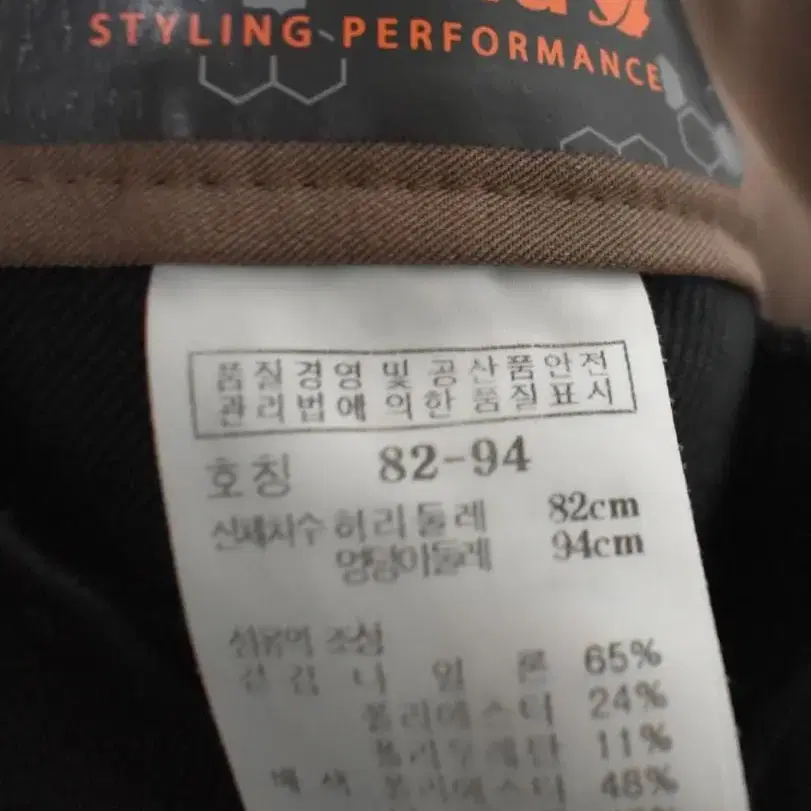 STYLING PERFORMANCE
품질경영 및 공산품안전
관리법에 의한 품질표시
호칭 82-94
신체치수 허리둘레 82cm
엉덩이둘레 94cm
섬유의 조성
겉감 나일론 65%
폴리에스터 24%
폴리우레탄 11%
배색 폴리에스터 48%